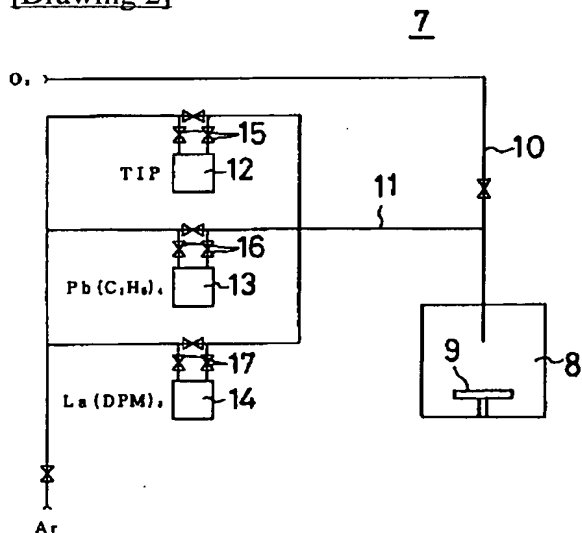 [Drawing 2]
7
O₂
15
TIP
12
10
11
16
Pb(C₂H₅)₄
13
9
8
17
La(DPM)₃
14
Ar